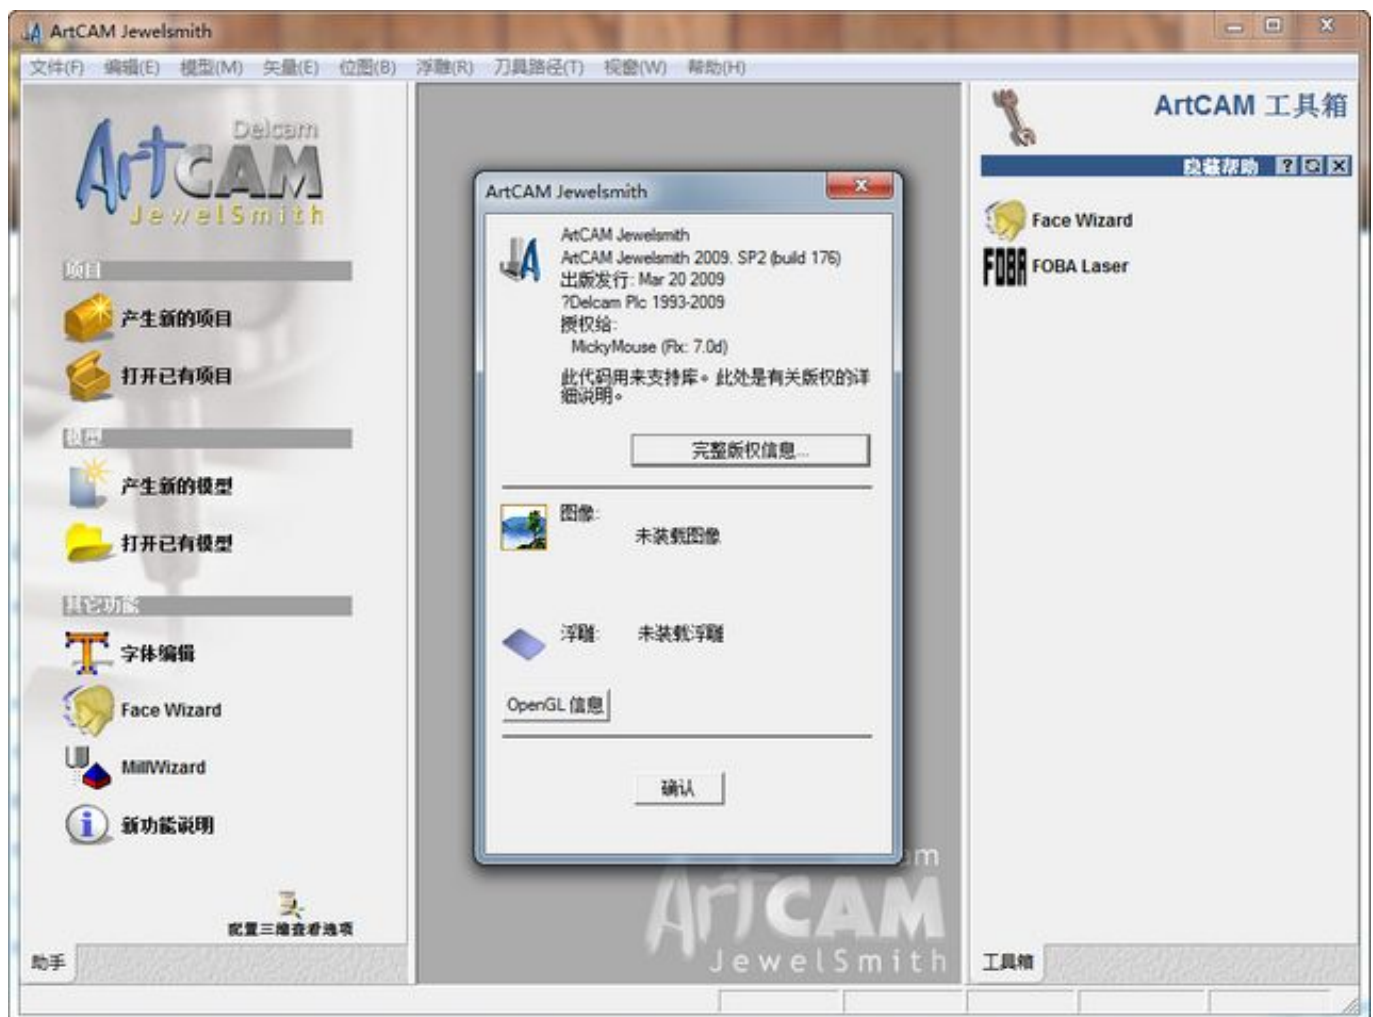 ArtCAM Jewelsmith
文件(F) 编辑(E) 模型(M) 矢量(E) 位图(B) 浮雕(R) 刀具路径(T) 视窗(W) 帮助(H)
Delcam
ArtCAM
JewelSmith
项目
产生新的项目
打开已有项目
模型
产生新的模型
打开已有模型
其它功能
字体编辑
Face Wizard
MillWizard
新功能说明
配置三维查看选项
助手
ArtCAM Jewelsmith
ArtCAM Jewelsmith
ArtCAM Jewelsmith 2009. SP2 (build 176)
出版发行: Mar 20 2009
?Delcam Plc 1993-2009
授权给:
MickyMouse (Flx: 7.0d)
此代码用来支持库。此处是有关版权的详
细说明。
完整版权信息...
图像:
未装载图像
浮雕: 未装载浮雕
OpenGL 信息
确认
am
ArtCAM
JewelSmith
ArtCAM 工具箱
隐藏帮助
Face Wizard
FOBA FOBA Laser
工具箱